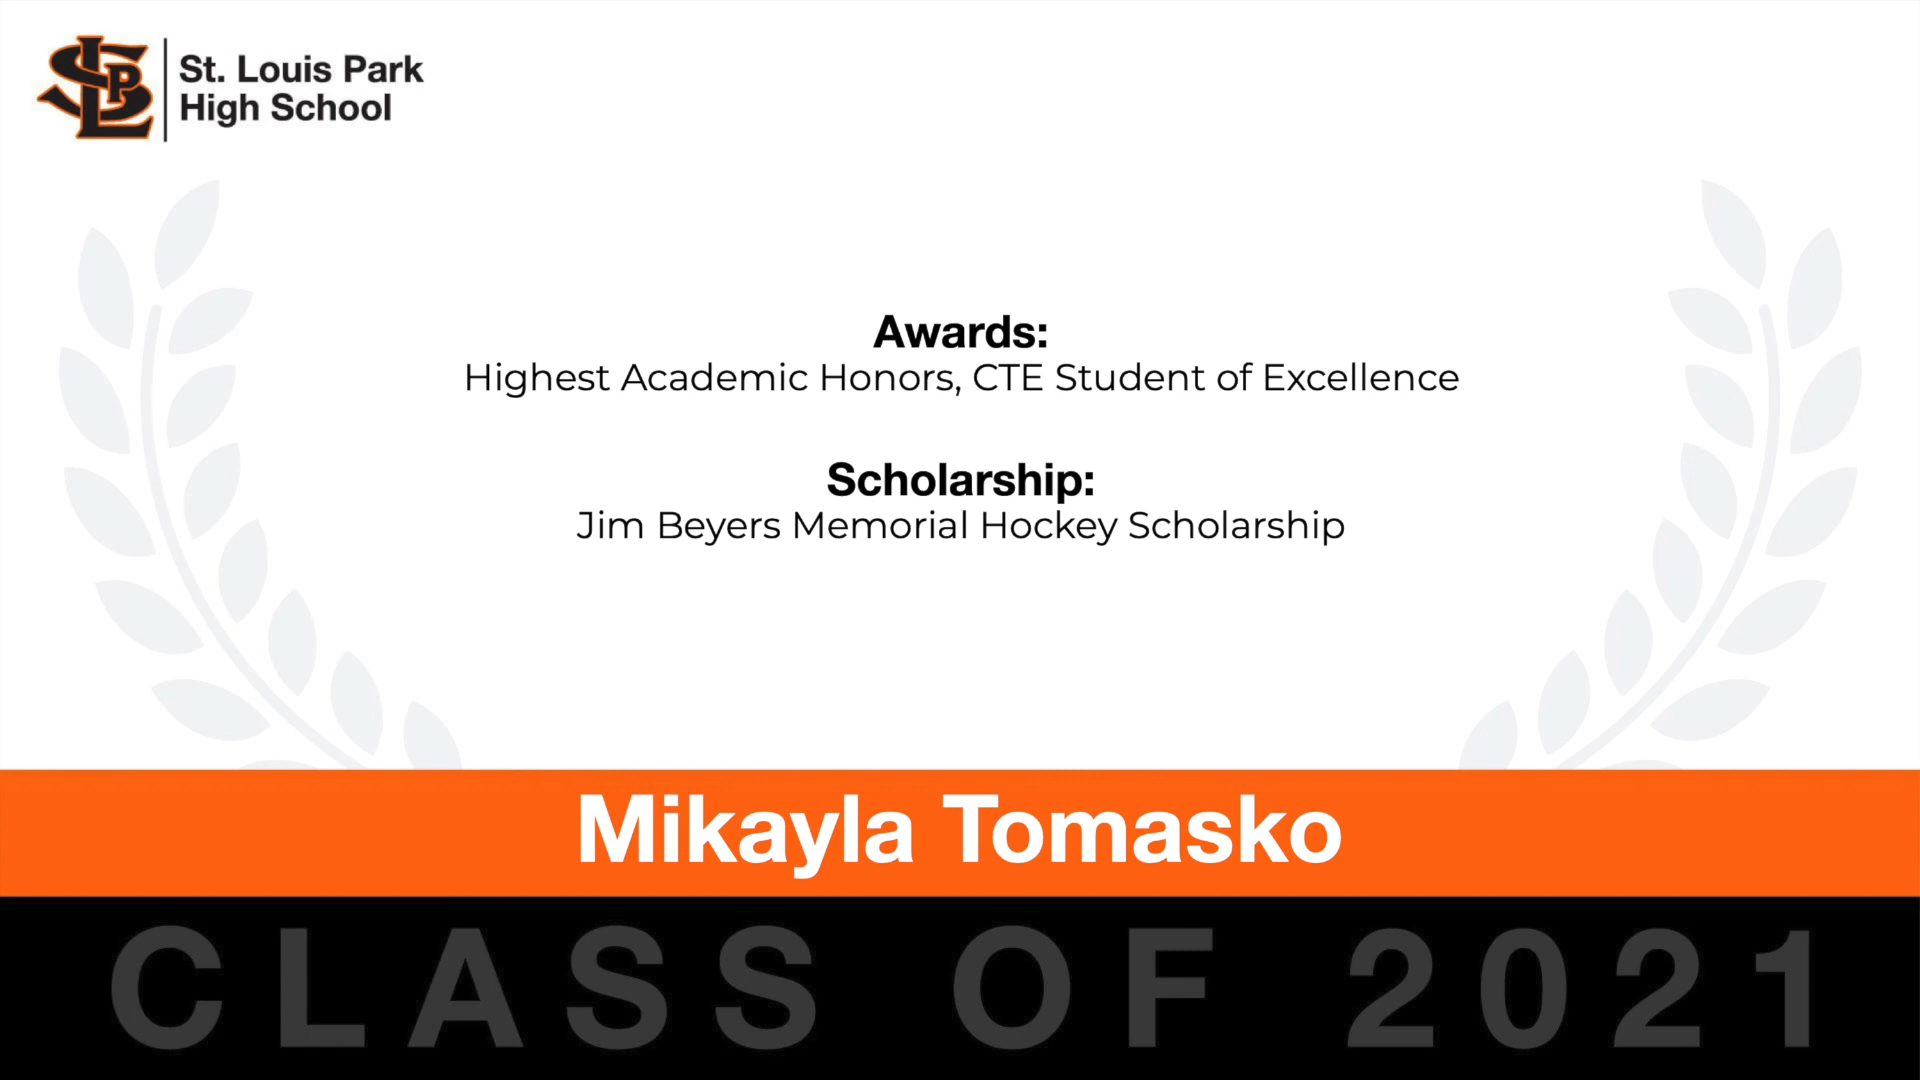 SLP
St. Louis Park
High School
Awards:
Highest Academic Honors, CTE Student of Excellence
Scholarship:
Jim Beyers Memorial Hockey Scholarship
Mikayla Tomasko
CLASS OF 2021